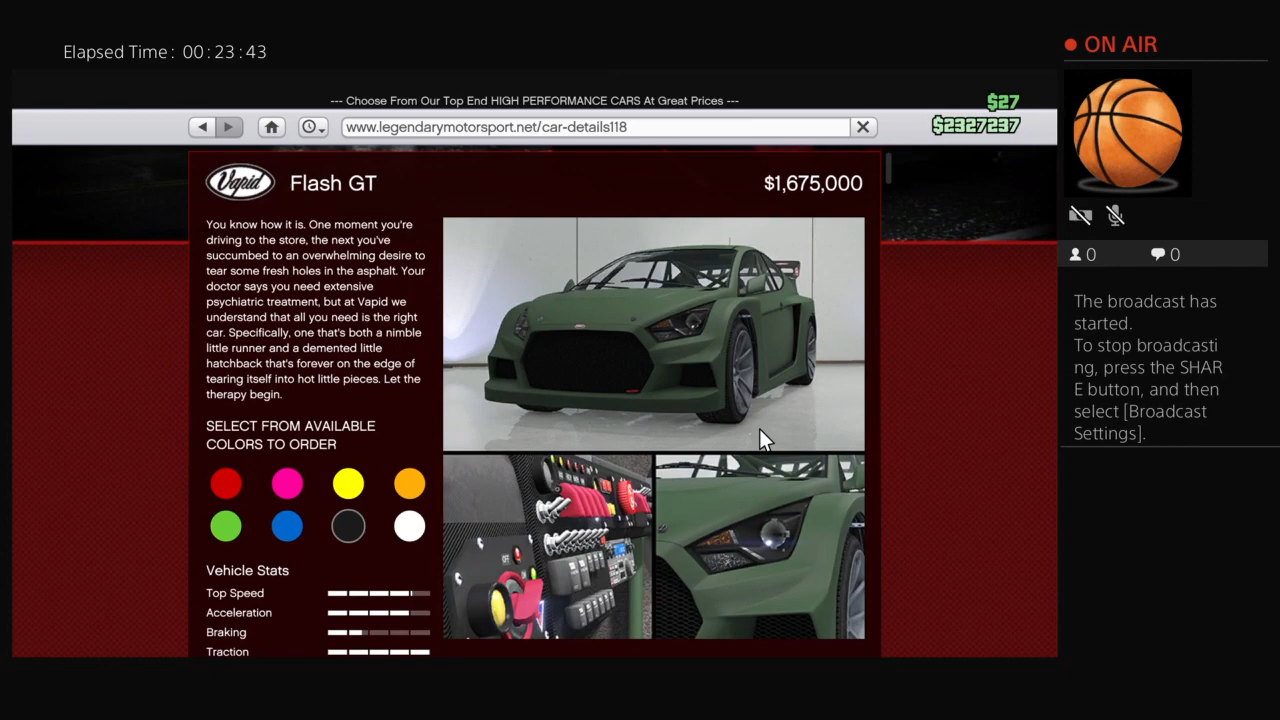 Elapsed Time: 00:23:43
ON AIR
--- Choose From Our Top End HIGH PERFORMANCE CARS At Great Prices ---
$27
www.legendarymotorsport.net/car-details118
$2327237
Vapid
Flash GT
$1,675,000
You know how it is. One moment you're
driving to the store, the next you've
succumbed to an overwhelming desire to
tear some fresh holes in the asphalt. Your
doctor says you need extensive
psychiatric treatment, but at Vapid we
understand that all you need is the right
car. Specifically, one that's both a nimble
little runner and a demented little
hatchback that's forever on the edge of
tearing itself into hot little pieces. Let the
therapy begin.
SELECT FROM AVAILABLE
COLORS TO ORDER
Vehicle Stats
Top Speed
Acceleration
Braking
Traction
0
0
The broadcast has
started.
To stop broadcasti
ng, press the SHAR
E button, and then
select [Broadcast
Settings].